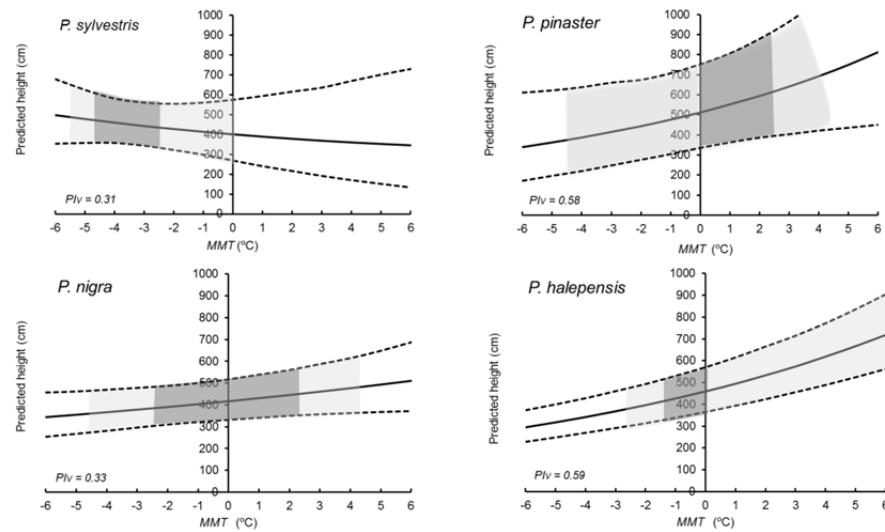 P. sylvestris
Predicted height (cm)
1000
900
800
700
600
500
400
300
200
100
0
PIv = 0.31
-6 -5 -4 -3 -2 -1 0 1 2 3 4 5 6
MMT (ºC)
P. pinaster
Predicted height (cm)
1000
900
800
700
600
500
400
300
200
100
0
PIv = 0.58
-6 -5 -4 -3 -2 -1 0 1 2 3 4 5 6
MMT (ºC)
P. nigra
Predicted height (cm)
1000
900
800
700
600
500
400
300
200
100
0
PIv = 0.33
-6 -5 -4 -3 -2 -1 0 1 2 3 4 5 6
MMT (ºC)
P. halepensis
Predicted height (cm)
1000
900
800
700
600
500
400
300
200
100
0
PIv = 0.59
-6 -5 -4 -3 -2 -1 0 1 2 3 4 5 6
MMT (ºC)